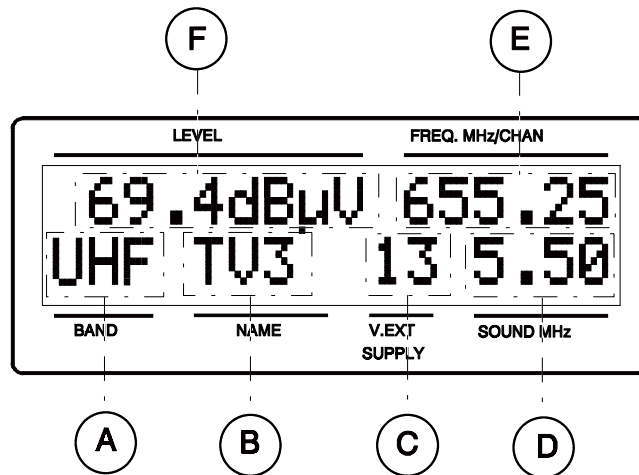 F E
LEVEL FREQ. MHz/CHAN
69.4dBµV 655.25
UHF TV3 13 5.50
BAND NAME V.EXT SUPPLY SOUND MHz
A B C D